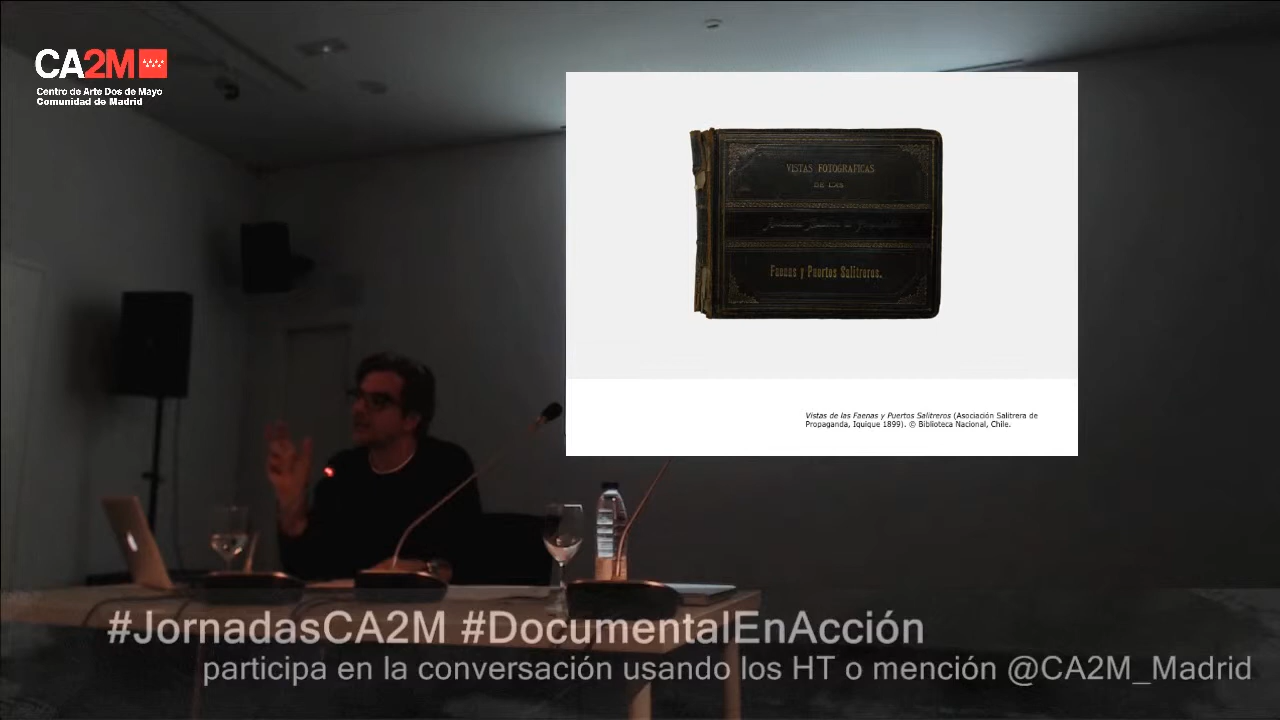 CA2M
Centro de Arte Dos de Mayo
Comunidad de Madrid
VISTAS FOTOGRAFICAS
DE LAS
Faenas y Puertos Salitreros.
Vistas de las Faenas y Puertos Salitreros (Asociación Salitrera de
Propaganda, Iquique 1899). © Biblioteca Nacional, Chile.
#JornadasCA2M #DocumentalEnAcción
participa en la conversación usando los HT o mención @CA2M_Madrid